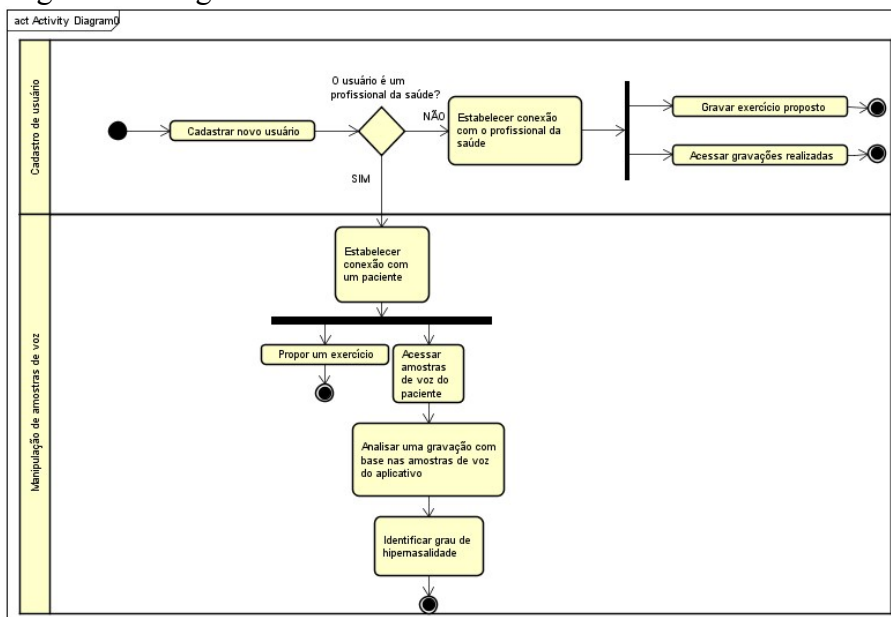 act Activity Diagram0
Cadastro de usuário
O usuário é um
profissional da saúde?
Cadastrar novo usuário
NÃO
Estabelecer conexão
com o profissional da
saúde
Gravar exercício proposto
Acessar gravações realizadas
SIM
Manipulação de amostras de voz
Estabelecer
conexão com
um paciente
Propor um exercício
Acessar
amostras
de voz do
paciente
Analisar uma gravação com
base nas amostras de voz
do aplicativo
Identificar grau de
hipernasalidade